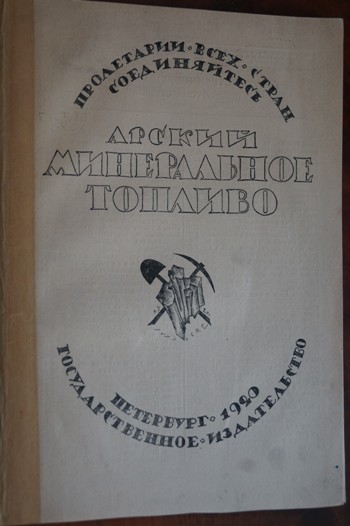 ПРОЛЕТАРИИ • ВСЕХ • СТРАН
СОЕДИНЯЙТЕСЬ
АРСКИЙ
МИНЕРАЛЬНОЕ
ТОПЛИВО
ПЕТЕРБУРГ • 1920
ГОСУДАРСТВЕННОЕ • ИЗДАТЕЛЬСТВО